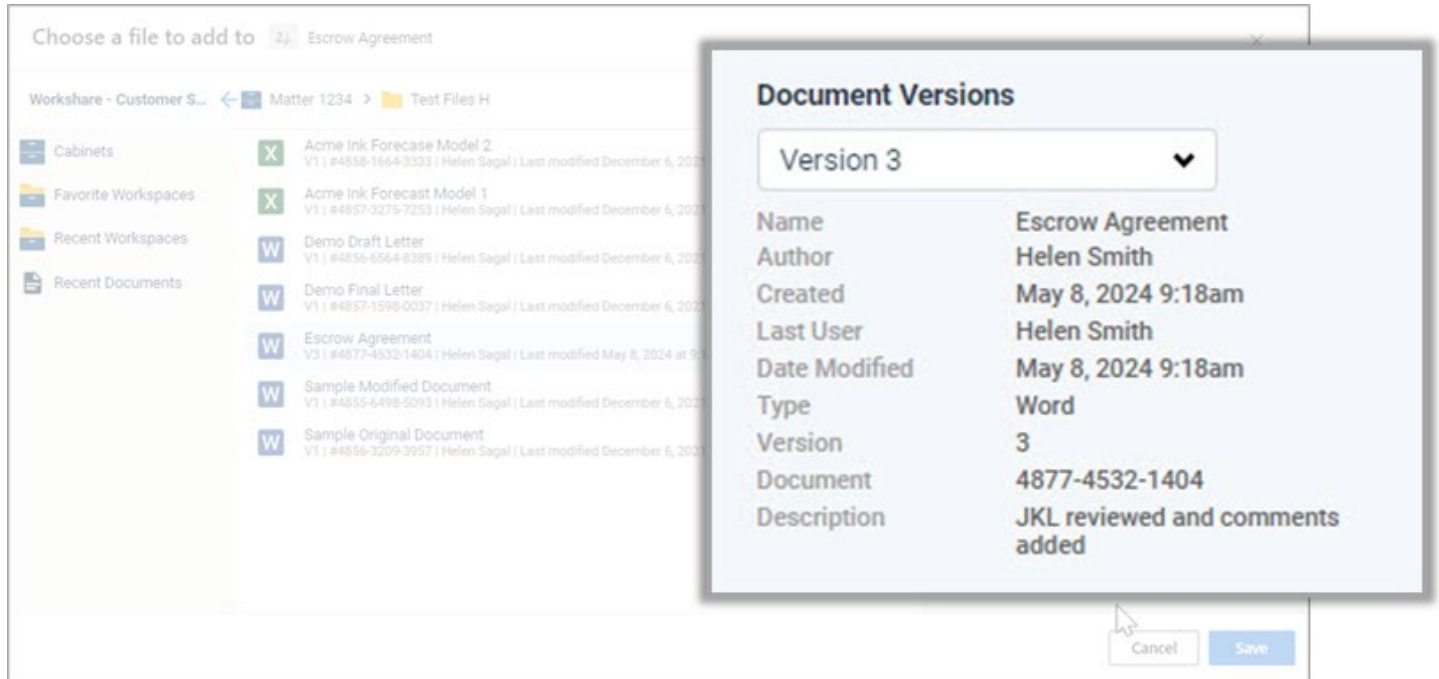 Choose a file to add to Escrow Agreement
Workshare - Customer S... Matter 1234 > Test Files H
Cabinets
Favorite Workspaces
Recent Workspaces
Recent Documents
Acme Ink Forecase Model 2
V1 | #4858-1664-3333 | Helen Sagal | Last modified December 6, 2021
Acme Ink Forecast Model 1
V1 | #4857-3275-7253 | Helen Sagal | Last modified December 6, 2021
Demo Draft Letter
V1 | #4856-6564-8389 | Helen Sagal | Last modified December 6, 2021
Demo Final Letter
V1 | #4857-1598-0037 | Helen Sagal | Last modified December 6, 2021
Escrow Agreement
V3 | #4877-4532-1404 | Helen Sagal | Last modified May 8, 2024 at
Sample Modified Document
V1 | #4855-6498-5093 | Helen Sagal | Last modified December 6, 2021
Sample Original Document
V1 | #4856-3209-3957 | Helen Sagal | Last modified December 6, 2021
Document Versions
Version 3
Name Escrow Agreement
Author Helen Smith
Created May 8, 2024 9:18am
Last User Helen Smith
Date Modified May 8, 2024 9:18am
Type Word
Version 3
Document 4877-4532-1404
Description JKL reviewed and comments
added
Cancel Save